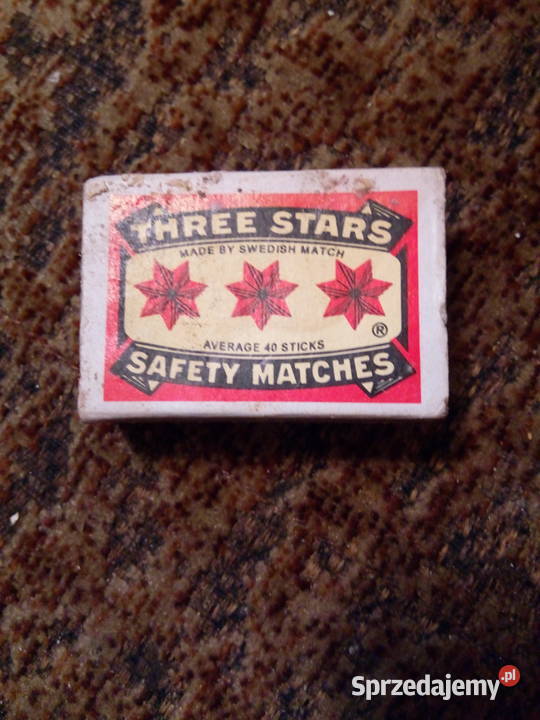 THREE STARS
MADE BY SWEDISH MATCH
®
AVERAGE 40 STICKS
SAFETY MATCHES
Sprzedajemy.pl